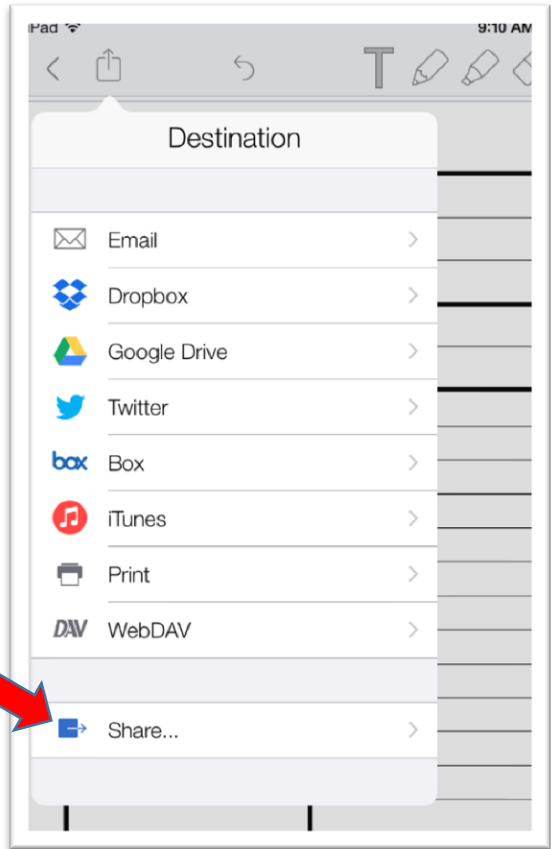 iPad 9:10 AM
T
Destination
Email
Dropbox
Google Drive
Twitter
box Box
iTunes
Print
DAV WebDAV
Share...